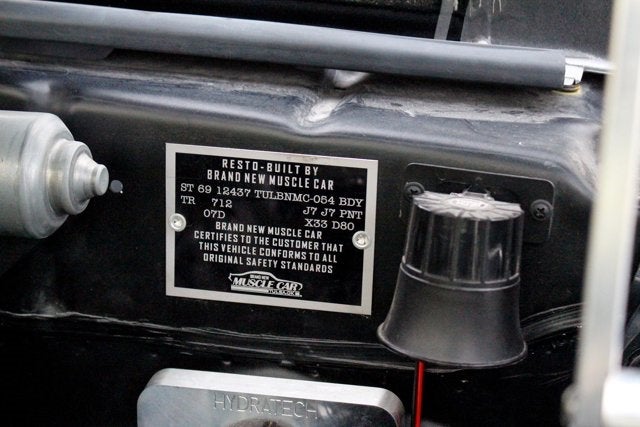 RESTO-BUILT BY
BRAND NEW MUSCLE CAR
ST 69 12437 TULBNMC-084 BDY
TR 712 J7 J7 PNT
07D X33 D80
BRAND NEW MUSCLE CAR
CERTIFIES TO THE CUSTOMER THAT
THIS VEHICLE CONFORMS TO ALL
ORIGINAL SAFETY STANDARDS
BRAND NEW
MUSCLE CAR
HYDRATECH